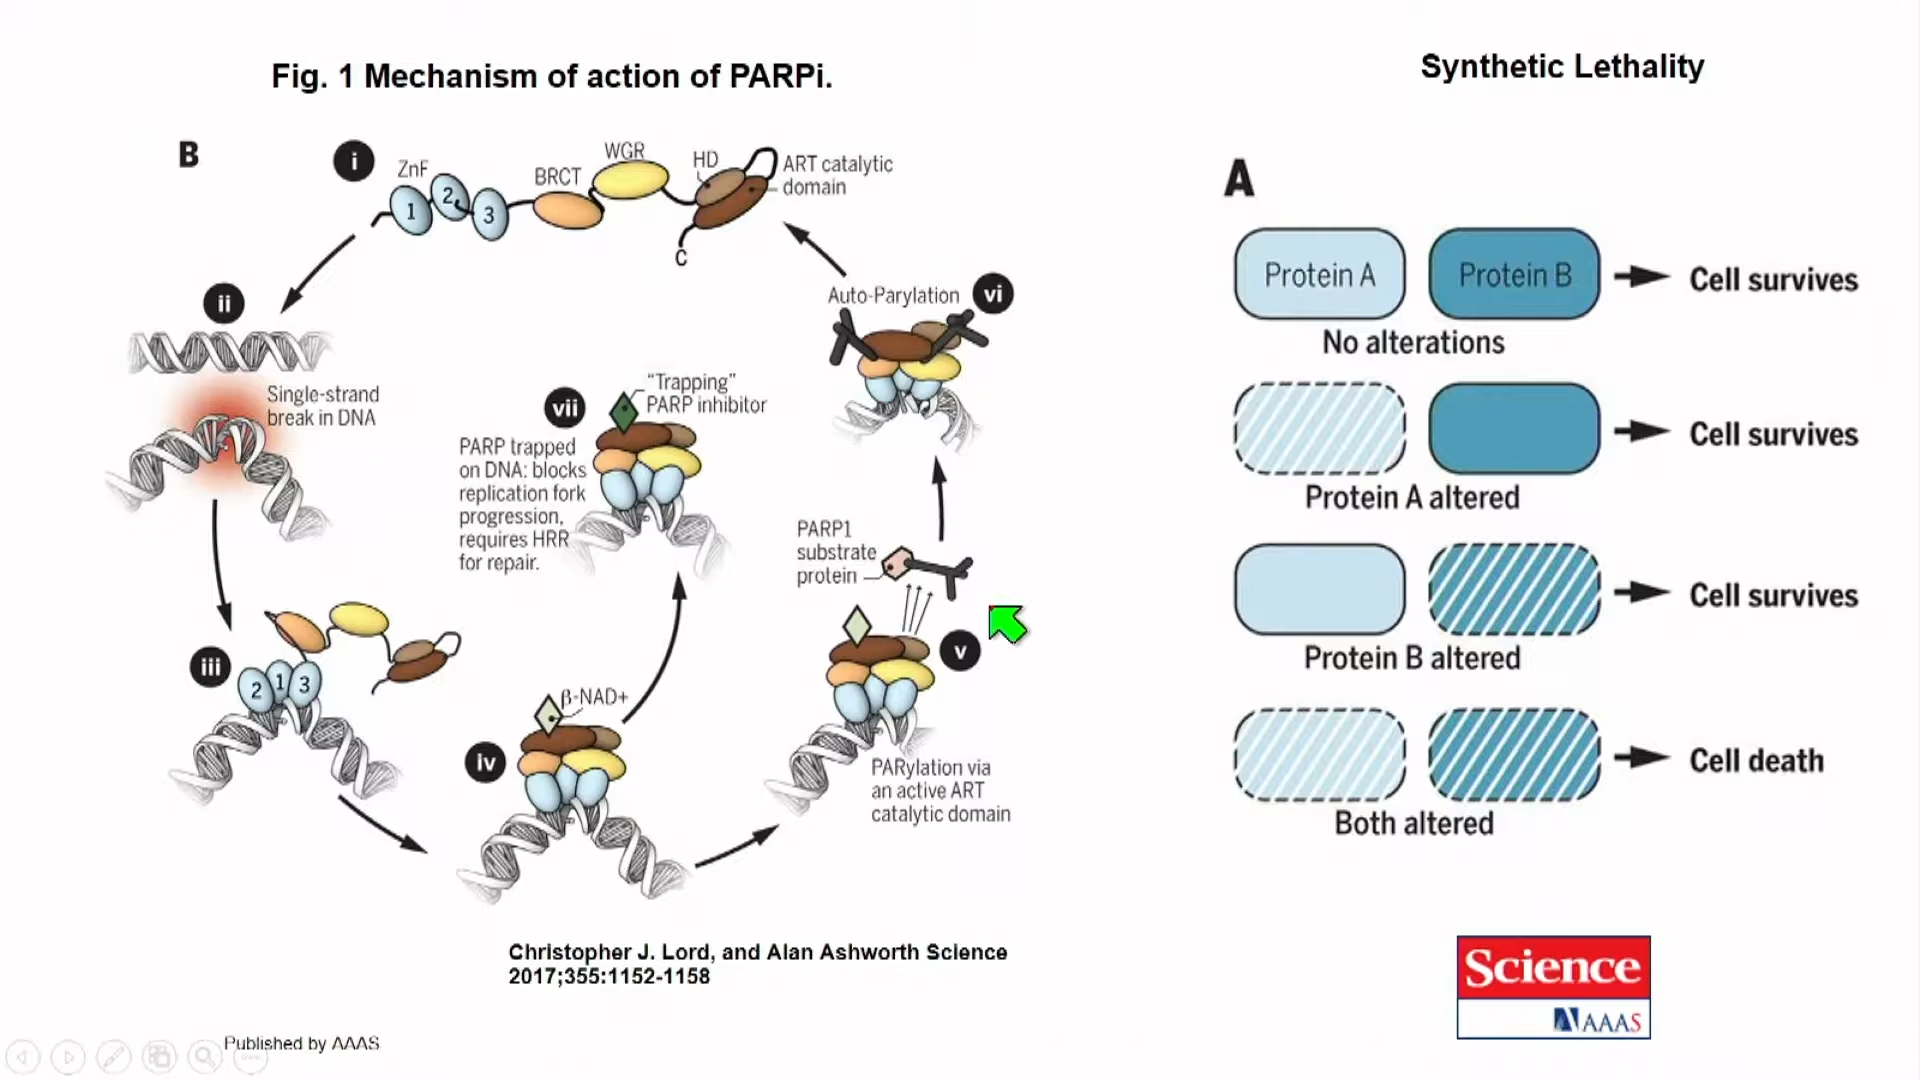 Fig. 1 Mechanism of action of PARPi.
Synthetic Lethality
B
i
ZnF
1
2
3
BRCT
WGR
HD
ART catalytic
domain
C
ii
Single-strand
break in DNA
iii
2
1
3
iv
β-NAD+
v
PARylation via
an active ART
catalytic domain
PARP1
substrate
protein
vi
Auto-Parylation
vii
"Trapping"
PARP inhibitor
PARP trapped
on DNA: blocks
replication fork
progression,
requires HRR
for repair.
A
Protein A
Protein B
Cell survives
No alterations
Cell survives
Protein A altered
Cell survives
Protein B altered
Cell death
Both altered
Christopher J. Lord, and Alan Ashworth Science
2017;355:1152-1158
Science
AAAS
Published by AAAS